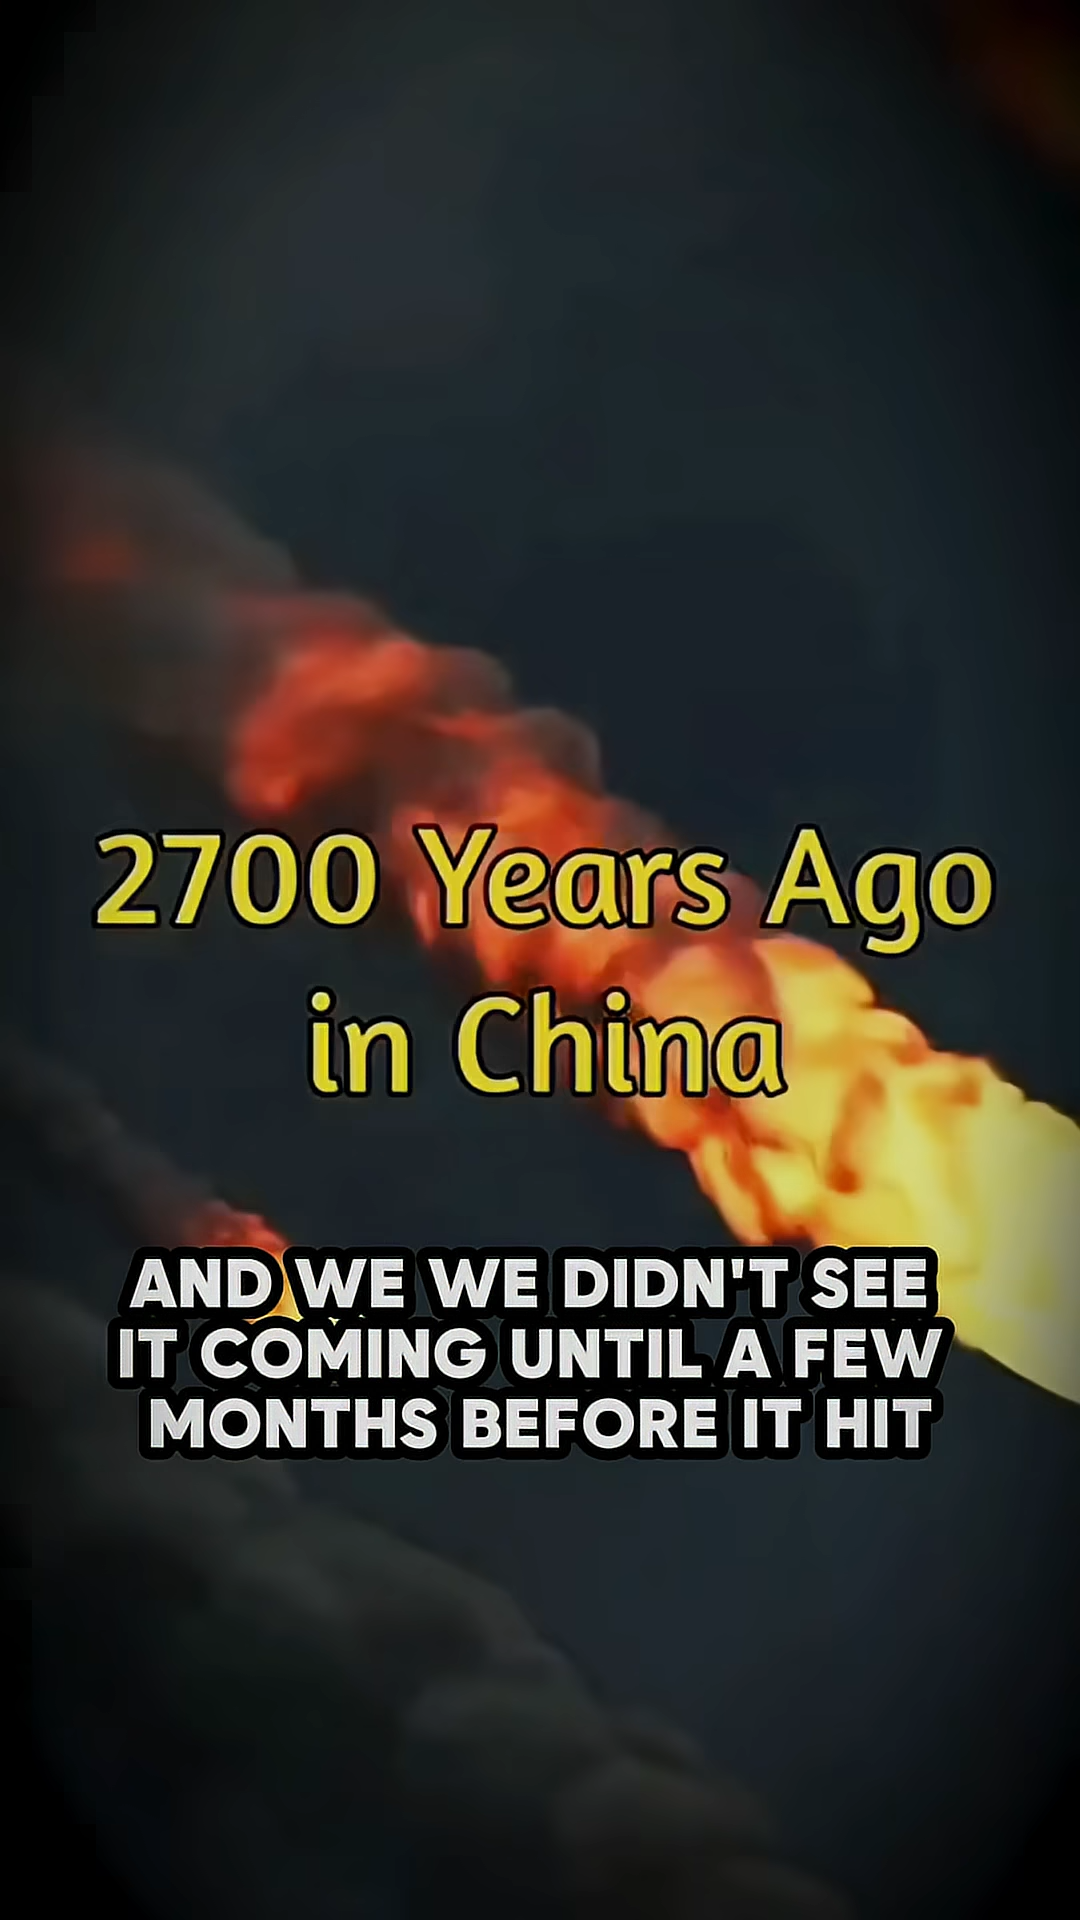 2700 Years Ago
in China
AND WE WE DIDN'T SEE
IT COMING UNTIL A FEW
MONTHS BEFORE IT HIT